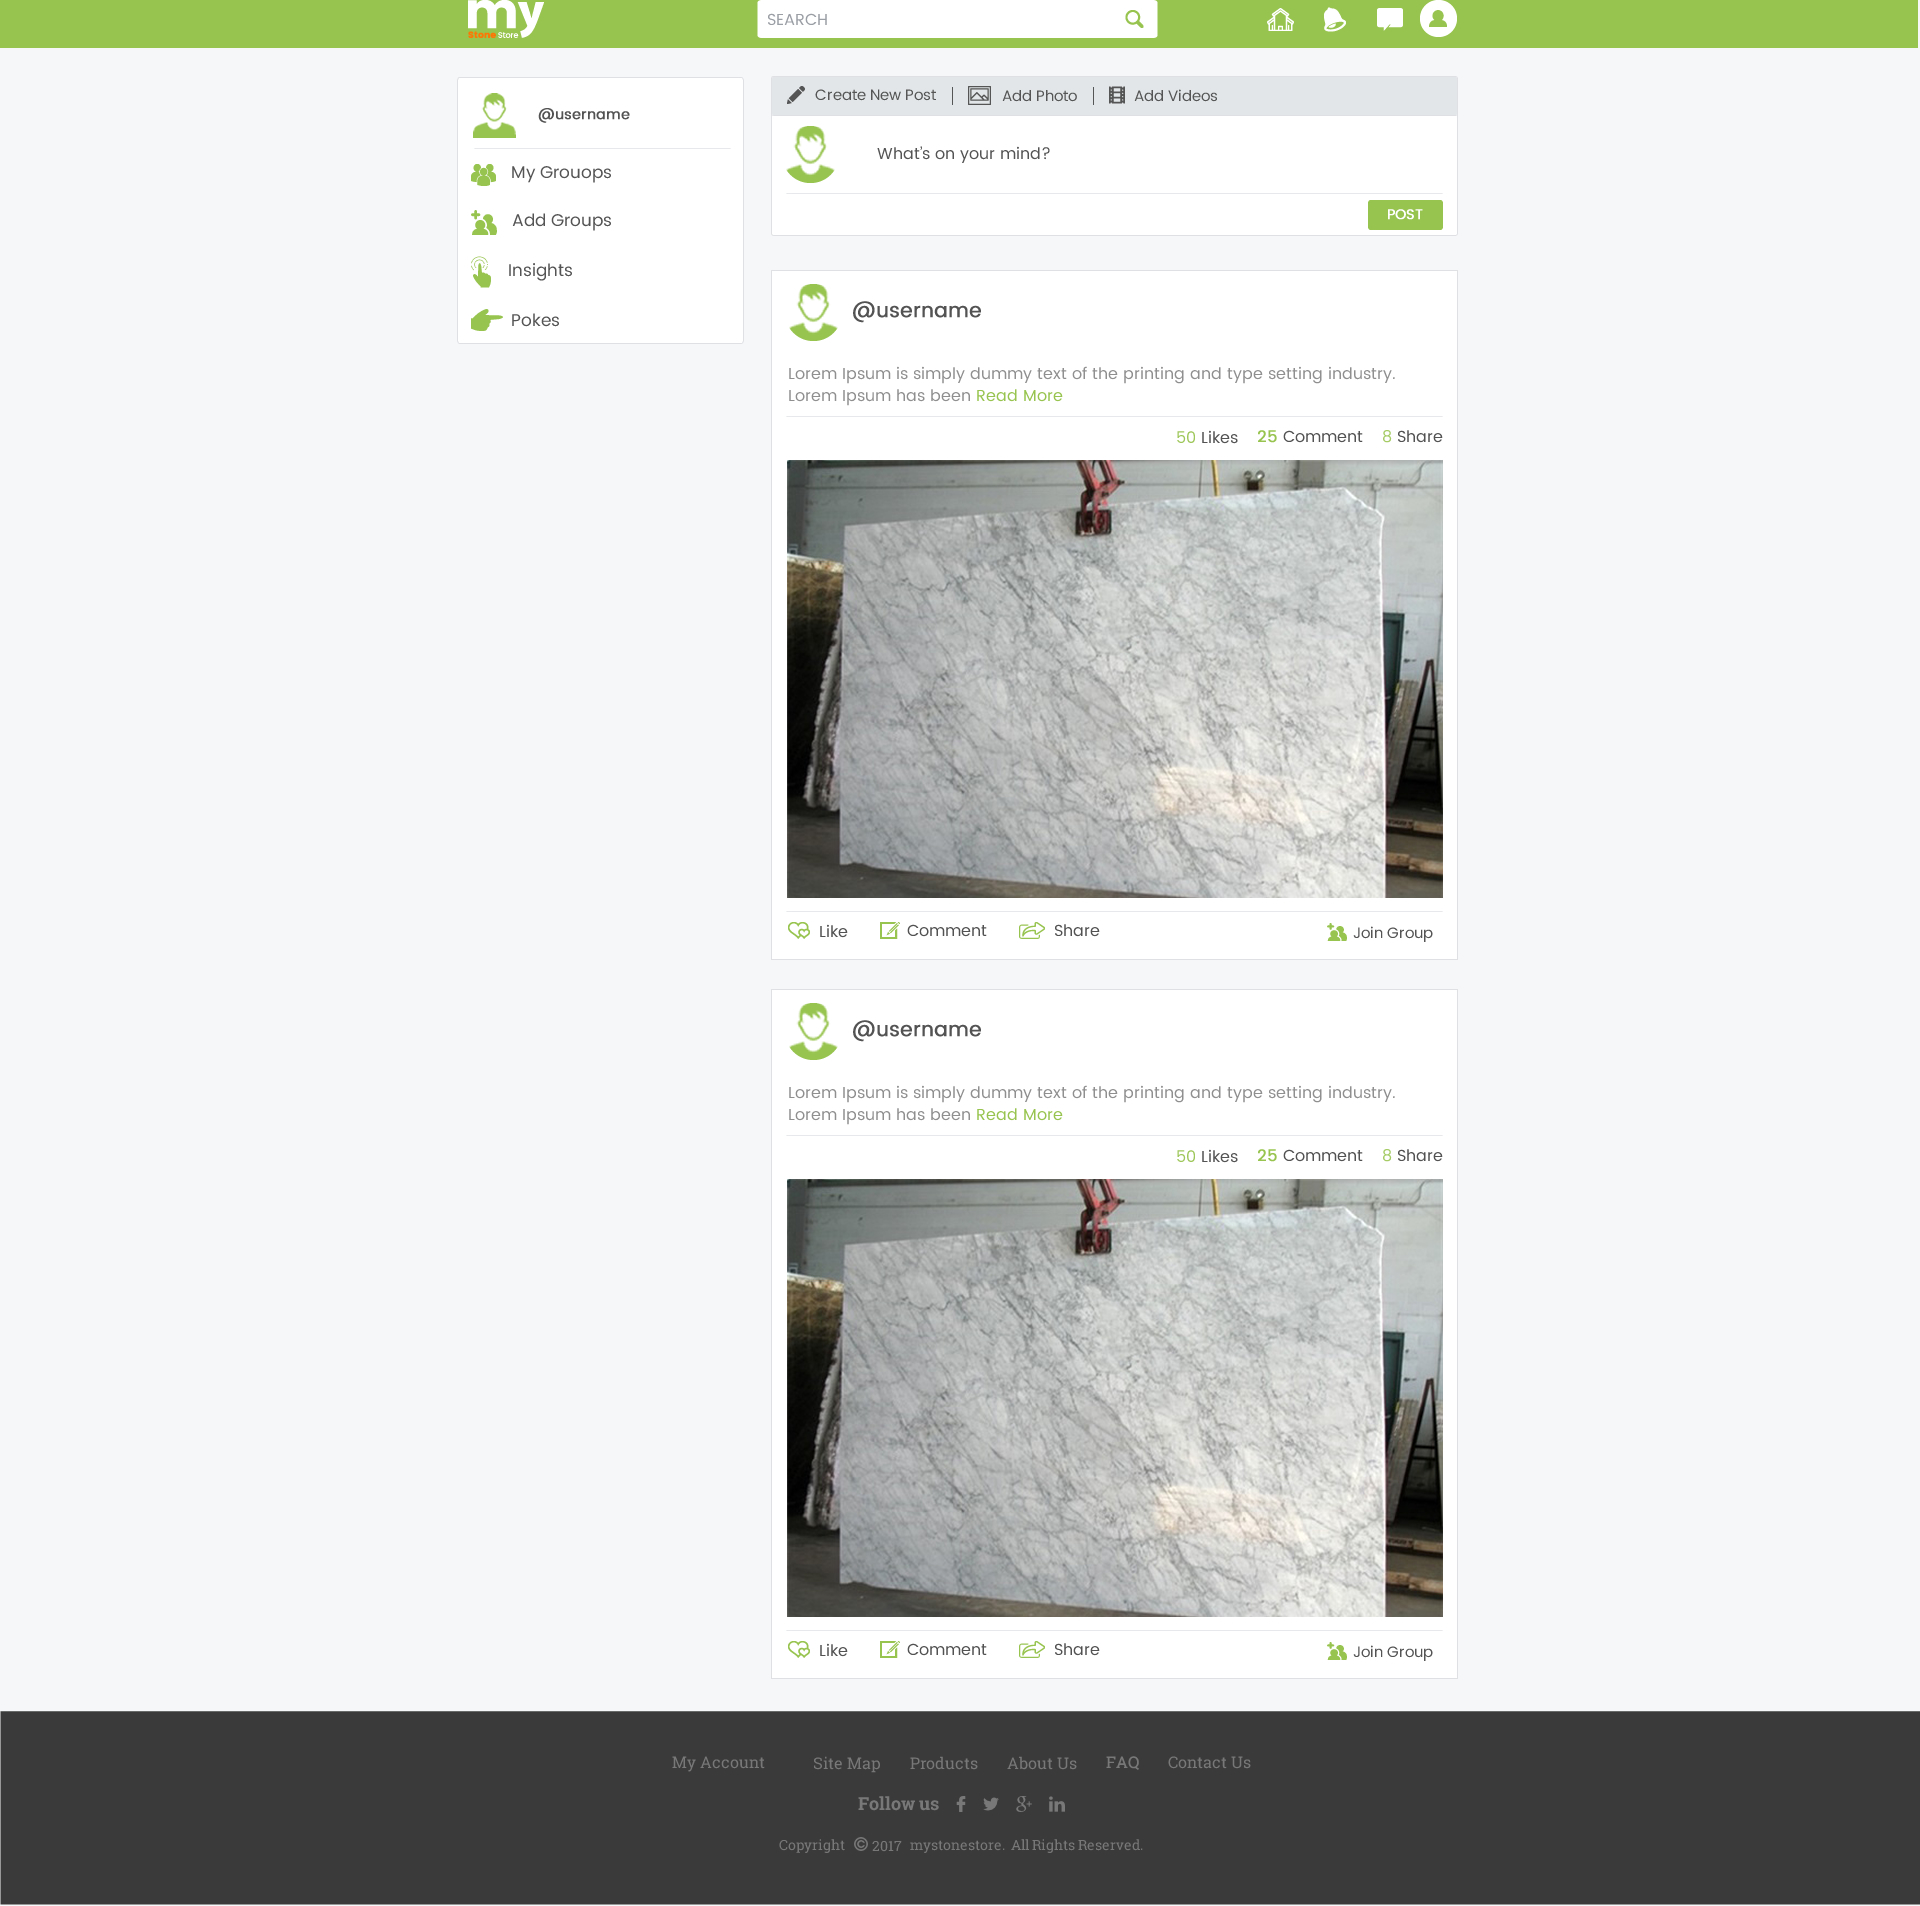 my
Stone Store
SEARCH
@username
My Grouops
Add Groups
Insights
Pokes
Create New Post | Add Photo | Add Videos
What's on your mind?
POST
@username
Lorem Ipsum is simply dummy text of the printing and type setting industry.
Lorem Ipsum has been Read More
50 Likes 25 Comment 8 Share
Like Comment Share Join Group
@username
Lorem Ipsum is simply dummy text of the printing and type setting industry.
Lorem Ipsum has been Read More
50 Likes 25 Comment 8 Share
Like Comment Share Join Group
My Account Site Map Products About Us FAQ Contact Us
Follow us
Copyright © 2017 mystonestore. All Rights Reserved.